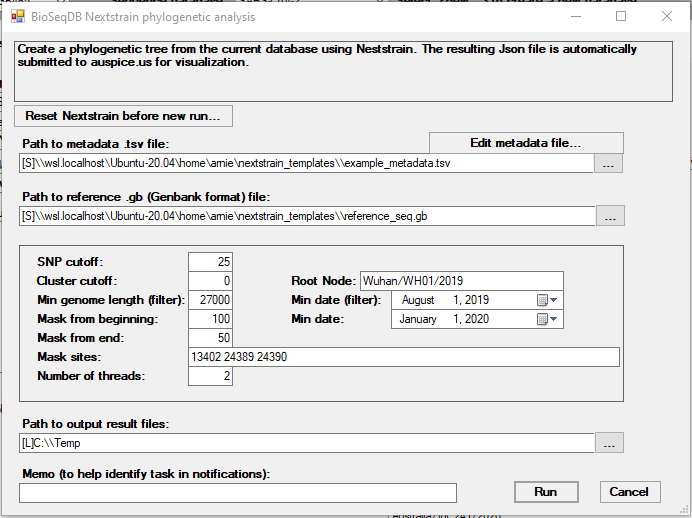 BioSeqDB Nextstrain phylogenetic analysis
Create a phylogenetic tree from the current database using Neststrain. The resulting Json file is automatically
submitted to auspice.us for visualization.
Reset Nextstrain before new run...
Path to metadata .tsv file:
Edit metadata file...
[S]\\wsl.localhost\Ubuntu-20.04\home\amie\nextstrain_templates\\example_metadata.tsv
...
Path to reference .gb (Genbank format) file:
[S]\\wsl.localhost\Ubuntu-20.04\home\amie\nextstrain_templates\\reference_seq.gb
...
SNP cutoff: 25
Cluster cutoff: 0 Root Node: Wuhan/WH01/2019
Min genome length (filter): 27000 Min date (filter): August 1, 2019
Mask from beginning: 100 Min date: January 1, 2020
Mask from end: 50
Mask sites: 13402 24389 24390
Number of threads: 2
Path to output result files:
[L]C:\\Temp
...
Memo (to help identify task in notifications):
Run Cancel